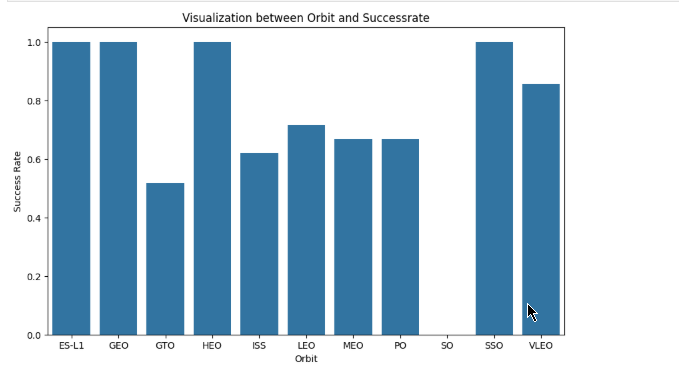 Visualization between Orbit and Successrate
1.0
0.8
0.6
0.4
0.2
0.0
Success Rate
ES-L1 GEO GTO HEO ISS LEO MEO PO SO SSO VLEO
Orbit